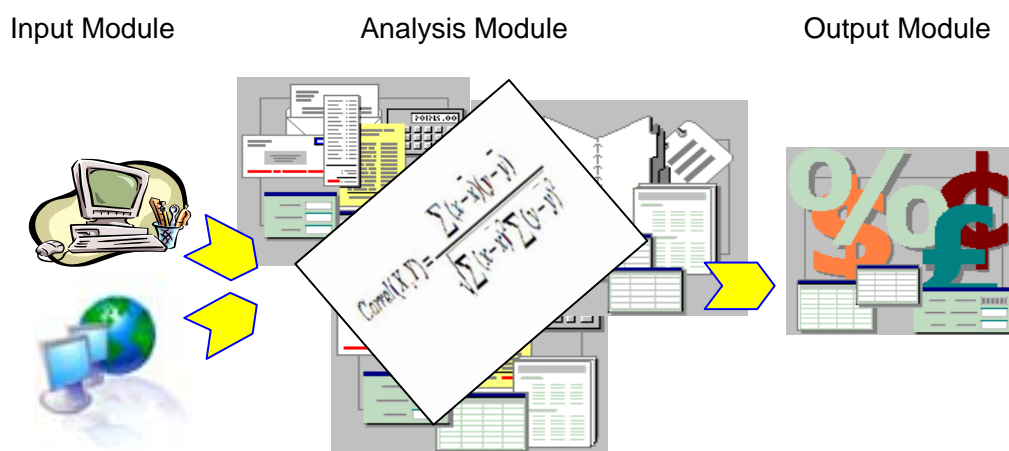 Input Module
Analysis Module
Output Module
Correl(X,Y) = ∑(x-x̄)(y-ȳ) / √∑(x-x̄)²∑(y-ȳ)²